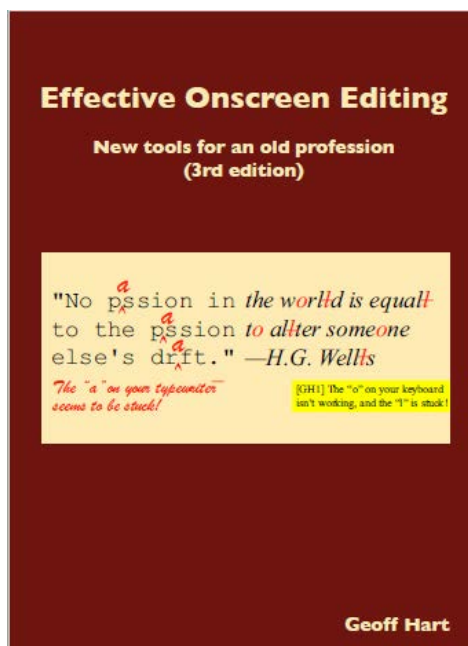 Effective Onscreen Editing
New tools for an old profession
(3rd edition)
a
"No pssion in the worlld is equall
a
to the pssion to allter someone
a
else's drft." —H.G. Wellls
The "a" on your typewriter
seems to be stuck!
[GH1] The "o" on your keyboard
isn't working, and the "l" is stuck!
Geoff Hart